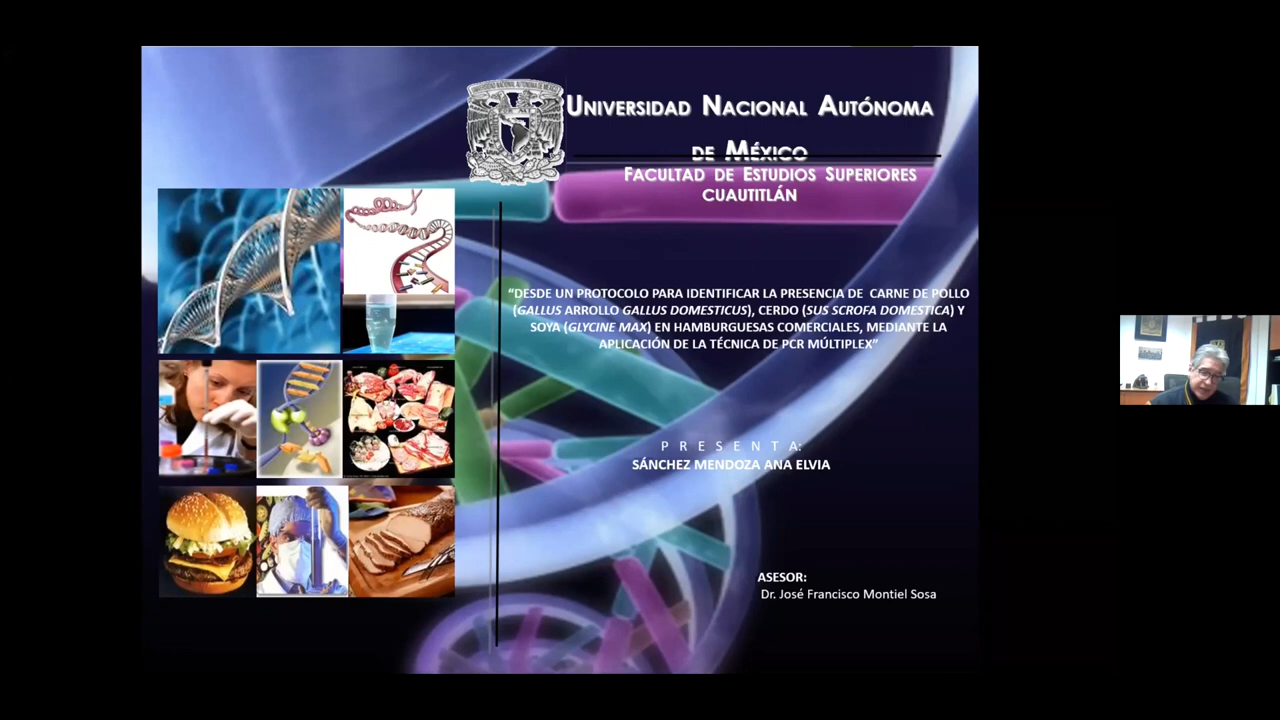 UNIVERSIDAD NACIONAL AUTÓNOMA
DE MÉXICO
FACULTAD DE ESTUDIOS SUPERIORES
CUAUTITLÁN
“DESDE UN PROTOCOLO PARA IDENTIFICAR LA PRESENCIA DE CARNE DE POLLO
(GALLUS ARROLLO GALLUS DOMESTICUS), CERDO (SUS SCROFA DOMESTICA) Y
SOYA (GLYCINE MAX) EN HAMBURGUESAS COMERCIALES, MEDIANTE LA
APLICACIÓN DE LA TÉCNICA DE PCR MÚLTIPLEX”
P R E S E N T A:
SÁNCHEZ MENDOZA ANA ELVIA
ASESOR:
Dr. José Francisco Montiel Sosa